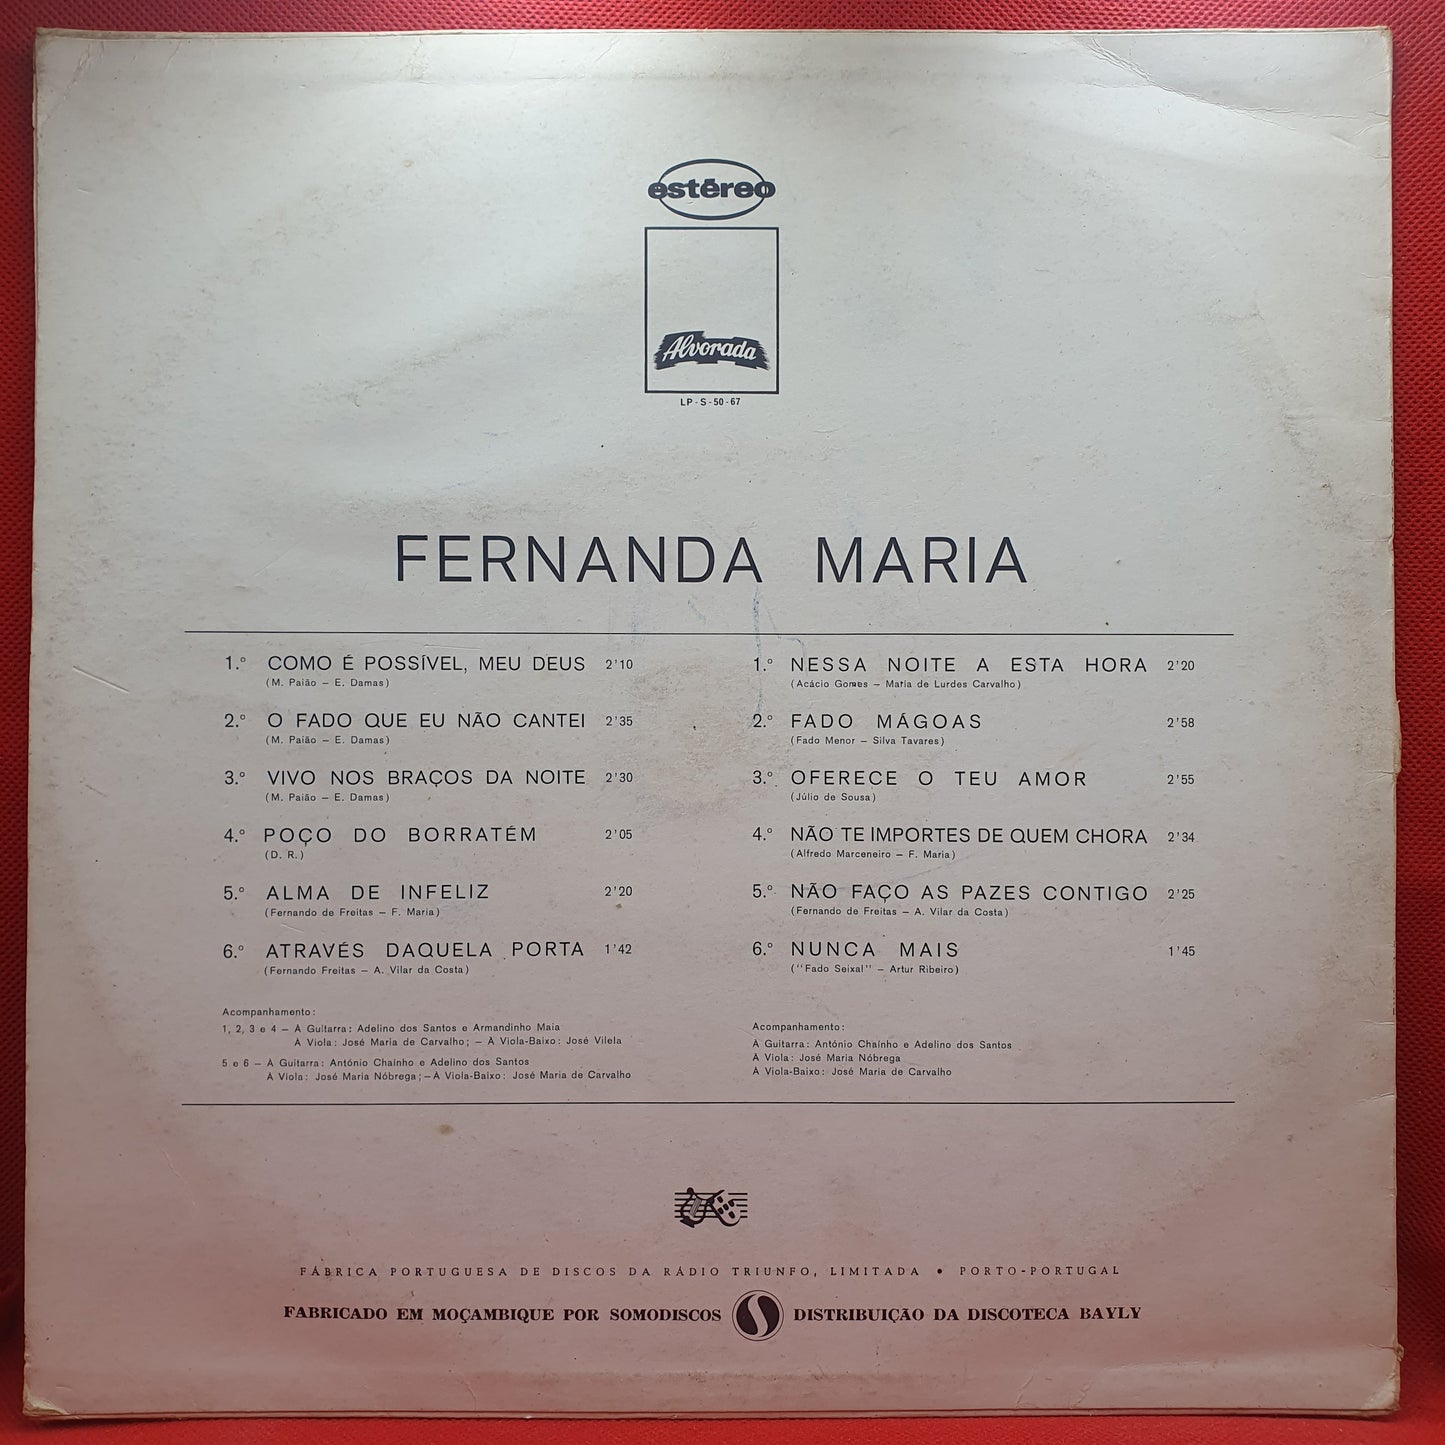 estéreo
Alvorada
LP-S-50-67
FERNANDA MARIA
1.º COMO É POSSÍVEL, MEU DEUS 2'10
(M. Paião – E. Damas)
2.º O FADO QUE EU NÃO CANTEI 2'35
(M. Paião – E. Damas)
3.º VIVO NOS BRAÇOS DA NOITE 2'30
(M. Paião – E. Damas)
4.º POÇO DO BORRATÉM 2'05
(D. R.)
5.º ALMA DE INFELIZ 2'20
(Fernando de Freitas – F. Maria)
6.º ATRAVÉS DAQUELA PORTA 1'42
(Fernando Freitas – A. Vilar da Costa)
Acompanhamento:
1, 2, 3 e 4 – À Guitarra: Adelino dos Santos e Armandinho Maia
À Viola: José Maria de Carvalho; – À Viola-Baixo: José Vilela
5 e 6 – À Guitarra: António Chaínho e Adelino dos Santos
À Viola: José Maria Nóbrega; – À Viola-Baixo: José Maria de Carvalho
1.º NESSA NOITE A ESTA HORA 2'20
(Acácio Gomes – Maria de Lurdes Carvalho)
2.º FADO MÁGOAS 2'58
(Fado Menor – Silva Tavares)
3.º OFERECE O TEU AMOR 2'55
(Júlio de Sousa)
4.º NÃO TE IMPORTES DE QUEM CHORA 2'34
(Alfredo Marceneiro – F. Maria)
5.º NÃO FAÇO AS PAZES CONTIGO 2'25
(Fernando de Freitas – A. Vilar da Costa)
6.º NUNCA MAIS 1'45
("Fado Seixal" – Artur Ribeiro)
Acompanhamento:
À Guitarra: António Chaínho e Adelino dos Santos
À Viola: José Maria Nóbrega
À Viola-Baixo: José Maria de Carvalho
FÁBRICA PORTUGUESA DE DISCOS DA RÁDIO TRIUNFO, LIMITADA • PORTO-PORTUGAL
FABRICADO EM MOÇAMBIQUE POR SOMODISCOS S DISTRIBUIÇÃO DA DISCOTECA BAYLY